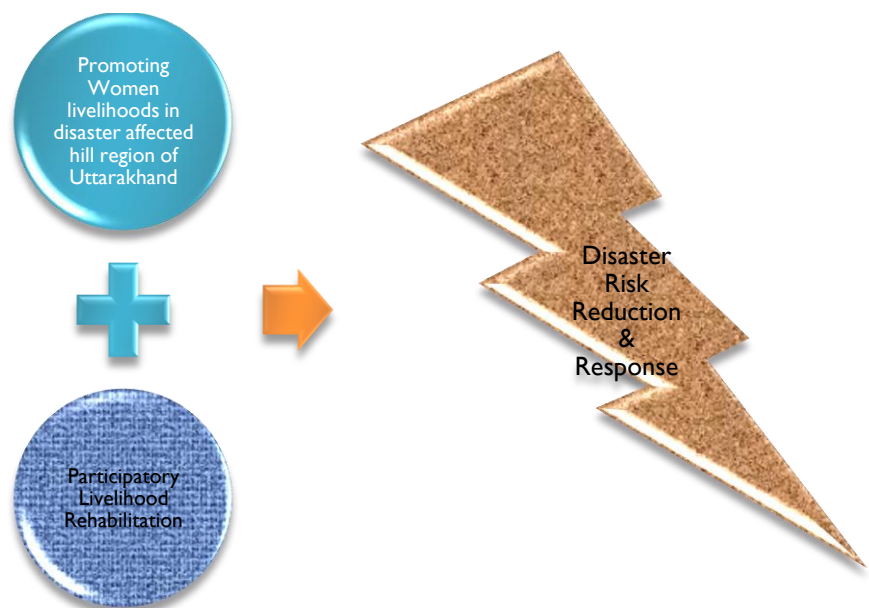 Promoting
Women
livelihoods in
disaster affected
hill region of
Uttarakhand
Participatory
Livelihood
Rehabilitation
Disaster
Risk
Reduction
&
Response